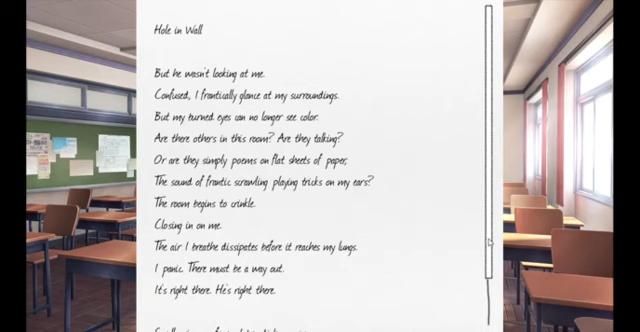 Hole in Wall
But he wasn't looking at me.
Confused, I frantically glance at my surroundings.
But my turned eyes can no longer see color.
Are there others in this room? Are they talking?
Or are they simply poems on flat sheets of paper,
The sound of frantic scrawling playing tricks on my ears?
The room begins to crinkle.
Closing in on me.
The air I breathe dissipates before it reaches my lungs.
I panic. There must be a way out.
It's right there. He's right there.